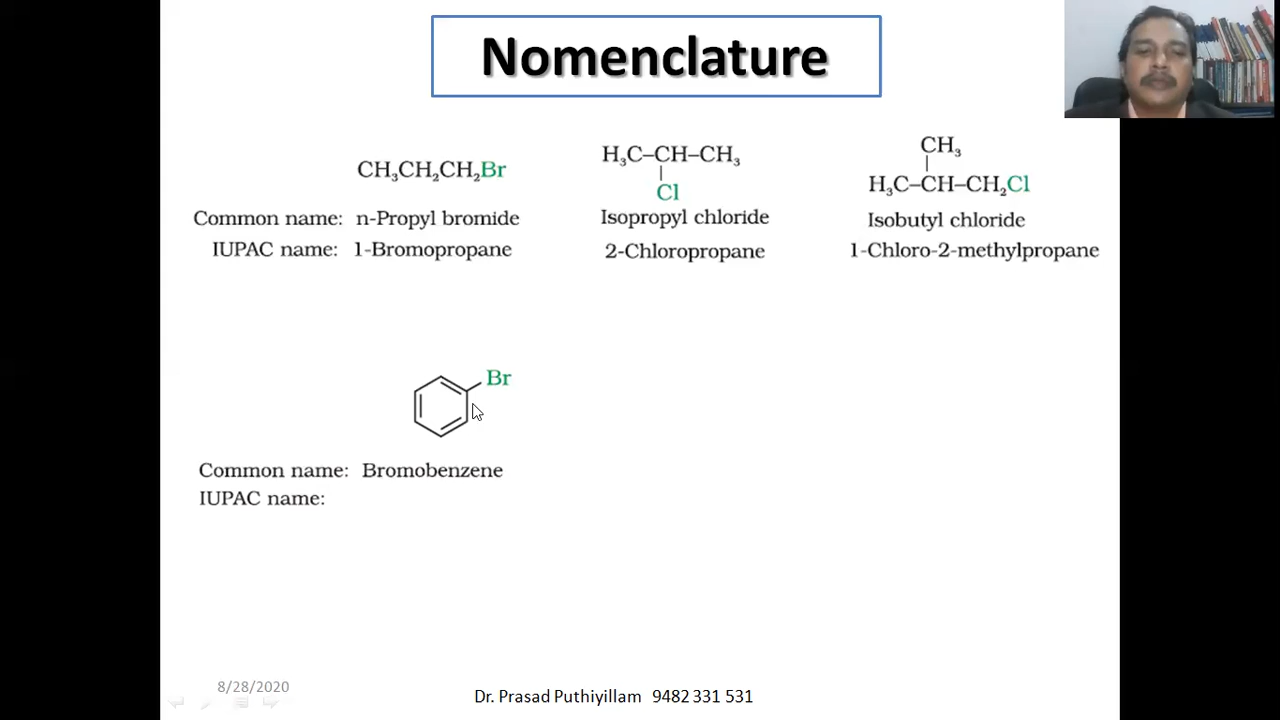 Nomenclature
CH₃CH₂CH₂Br
H₃C–CH–CH₃
Cl
CH₃
H₃C–CH–CH₂Cl
Common name: n-Propyl bromide Isopropyl chloride Isobutyl chloride
IUPAC name: 1-Bromopropane 2-Chloropropane 1-Chloro-2-methylpropane
Br
Common name: Bromobenzene
IUPAC name:
8/28/2020
Dr. Prasad Puthiyillam 9482 331 531